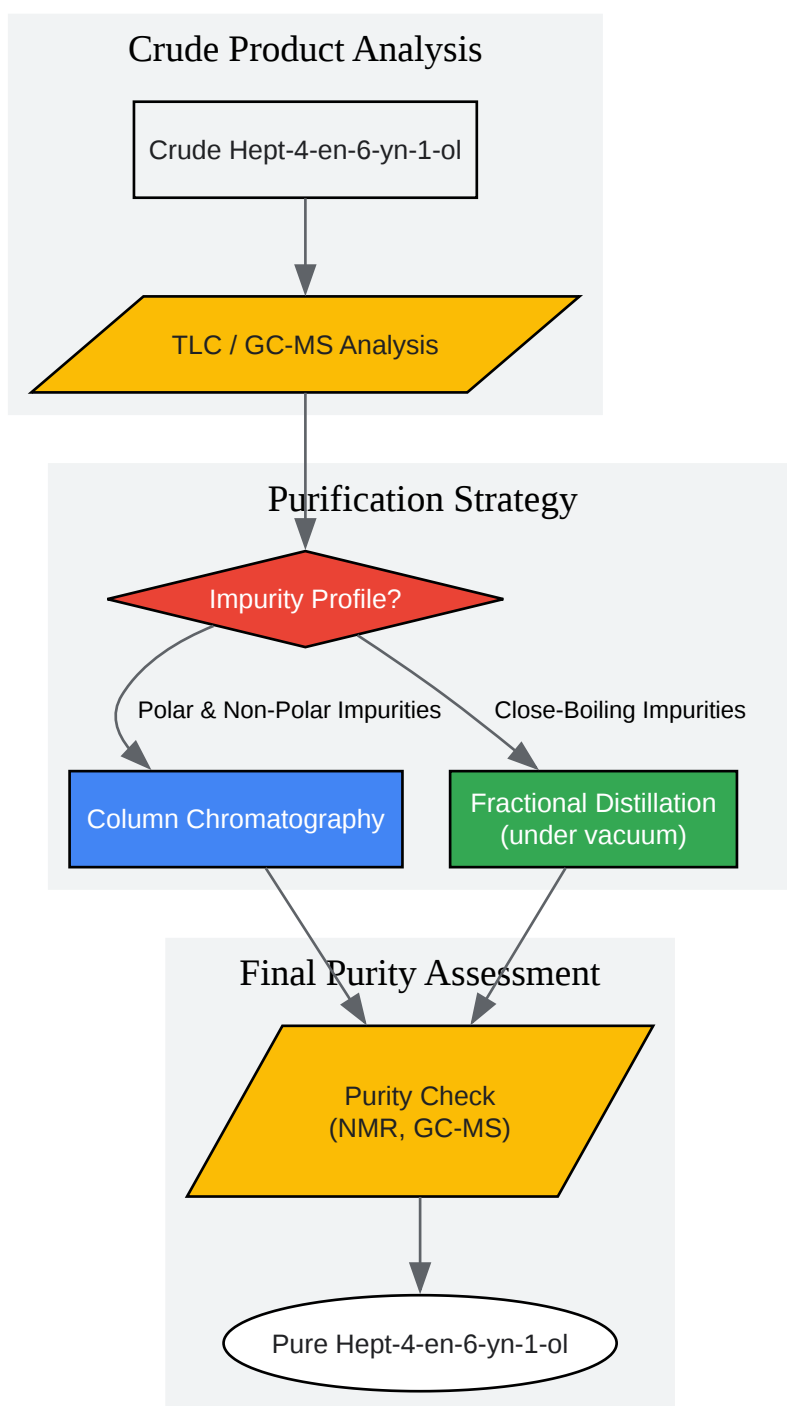 Crude Product Analysis
Crude Hept-4-en-6-yn-1-ol
TLC / GC-MS Analysis
Purification Strategy
Impurity Profile?
Polar & Non-Polar Impurities
Close-Boiling Impurities
Column Chromatography
Fractional Distillation
(under vacuum)
Final Purity Assessment
Purity Check
(NMR, GC-MS)
Pure Hept-4-en-6-yn-1-ol